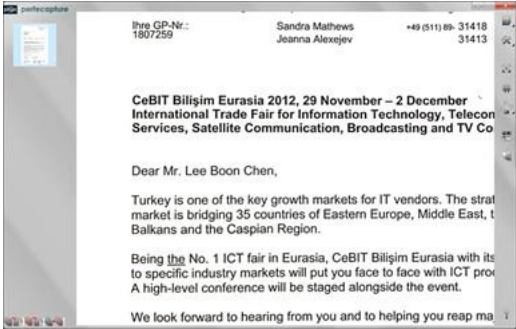 perfecapture
Ihre GP-Nr.: Sandra Mathews +49 (511) 89- 31418
1807259 Jeanna Alexejev 31413
CeBIT Bilişim Eurasia 2012, 29 November – 2 December
International Trade Fair for Information Technology, Telecon
Services, Satellite Communication, Broadcasting and TV Co
Dear Mr. Lee Boon Chen,
Turkey is one of the key growth markets for IT vendors. The strat
market is bridging 35 countries of Eastern Europe, Middle East, t
Balkans and the Caspian Region.
Being the No. 1 ICT fair in Eurasia, CeBIT Bilişim Eurasia with its
to specific industry markets will put you face to face with ICT pro
A high-level conference will be staged alongside the event.
We look forward to hearing from you and to helping you reap ma